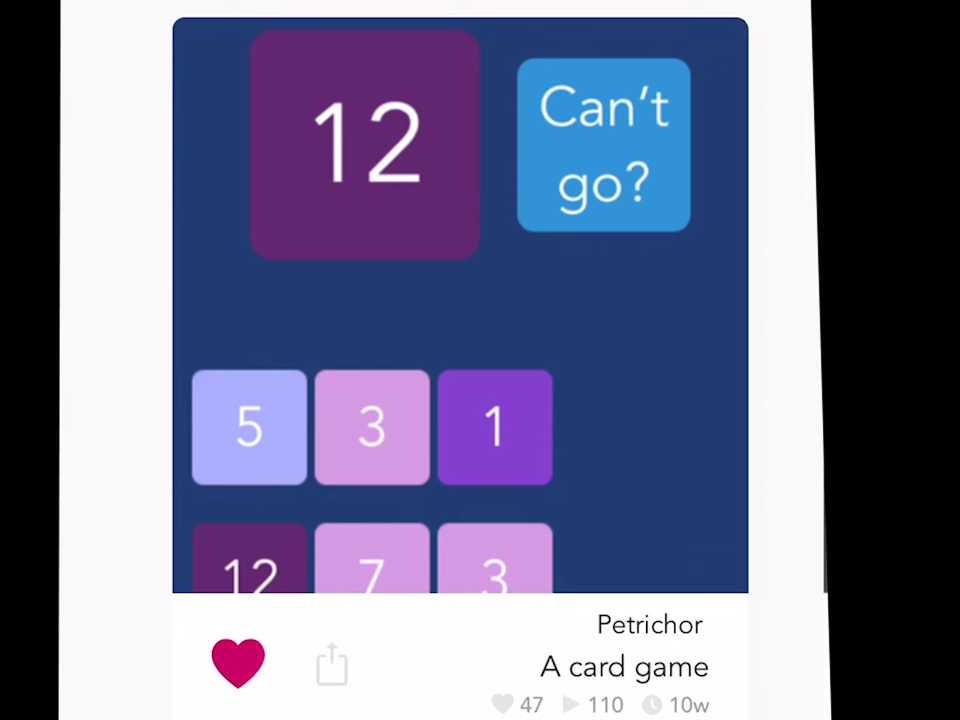 12
Can't
go?
5 3 1
12 7 3
Petrichor
A card game
47 110 10w